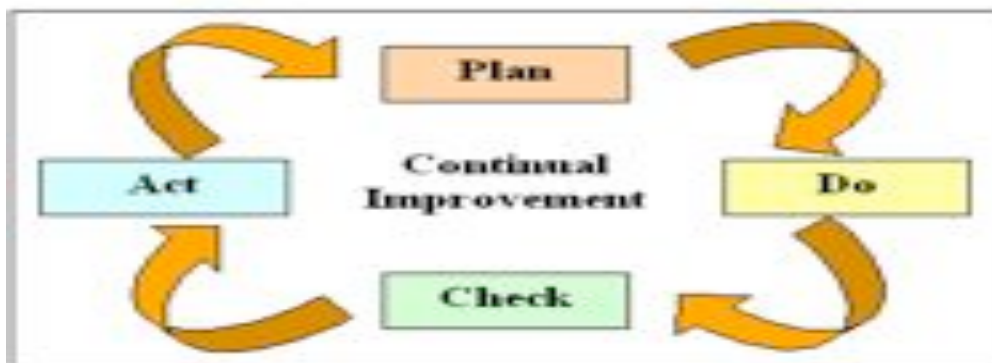 Plan
Act
Continual
Improvement
Do
Check